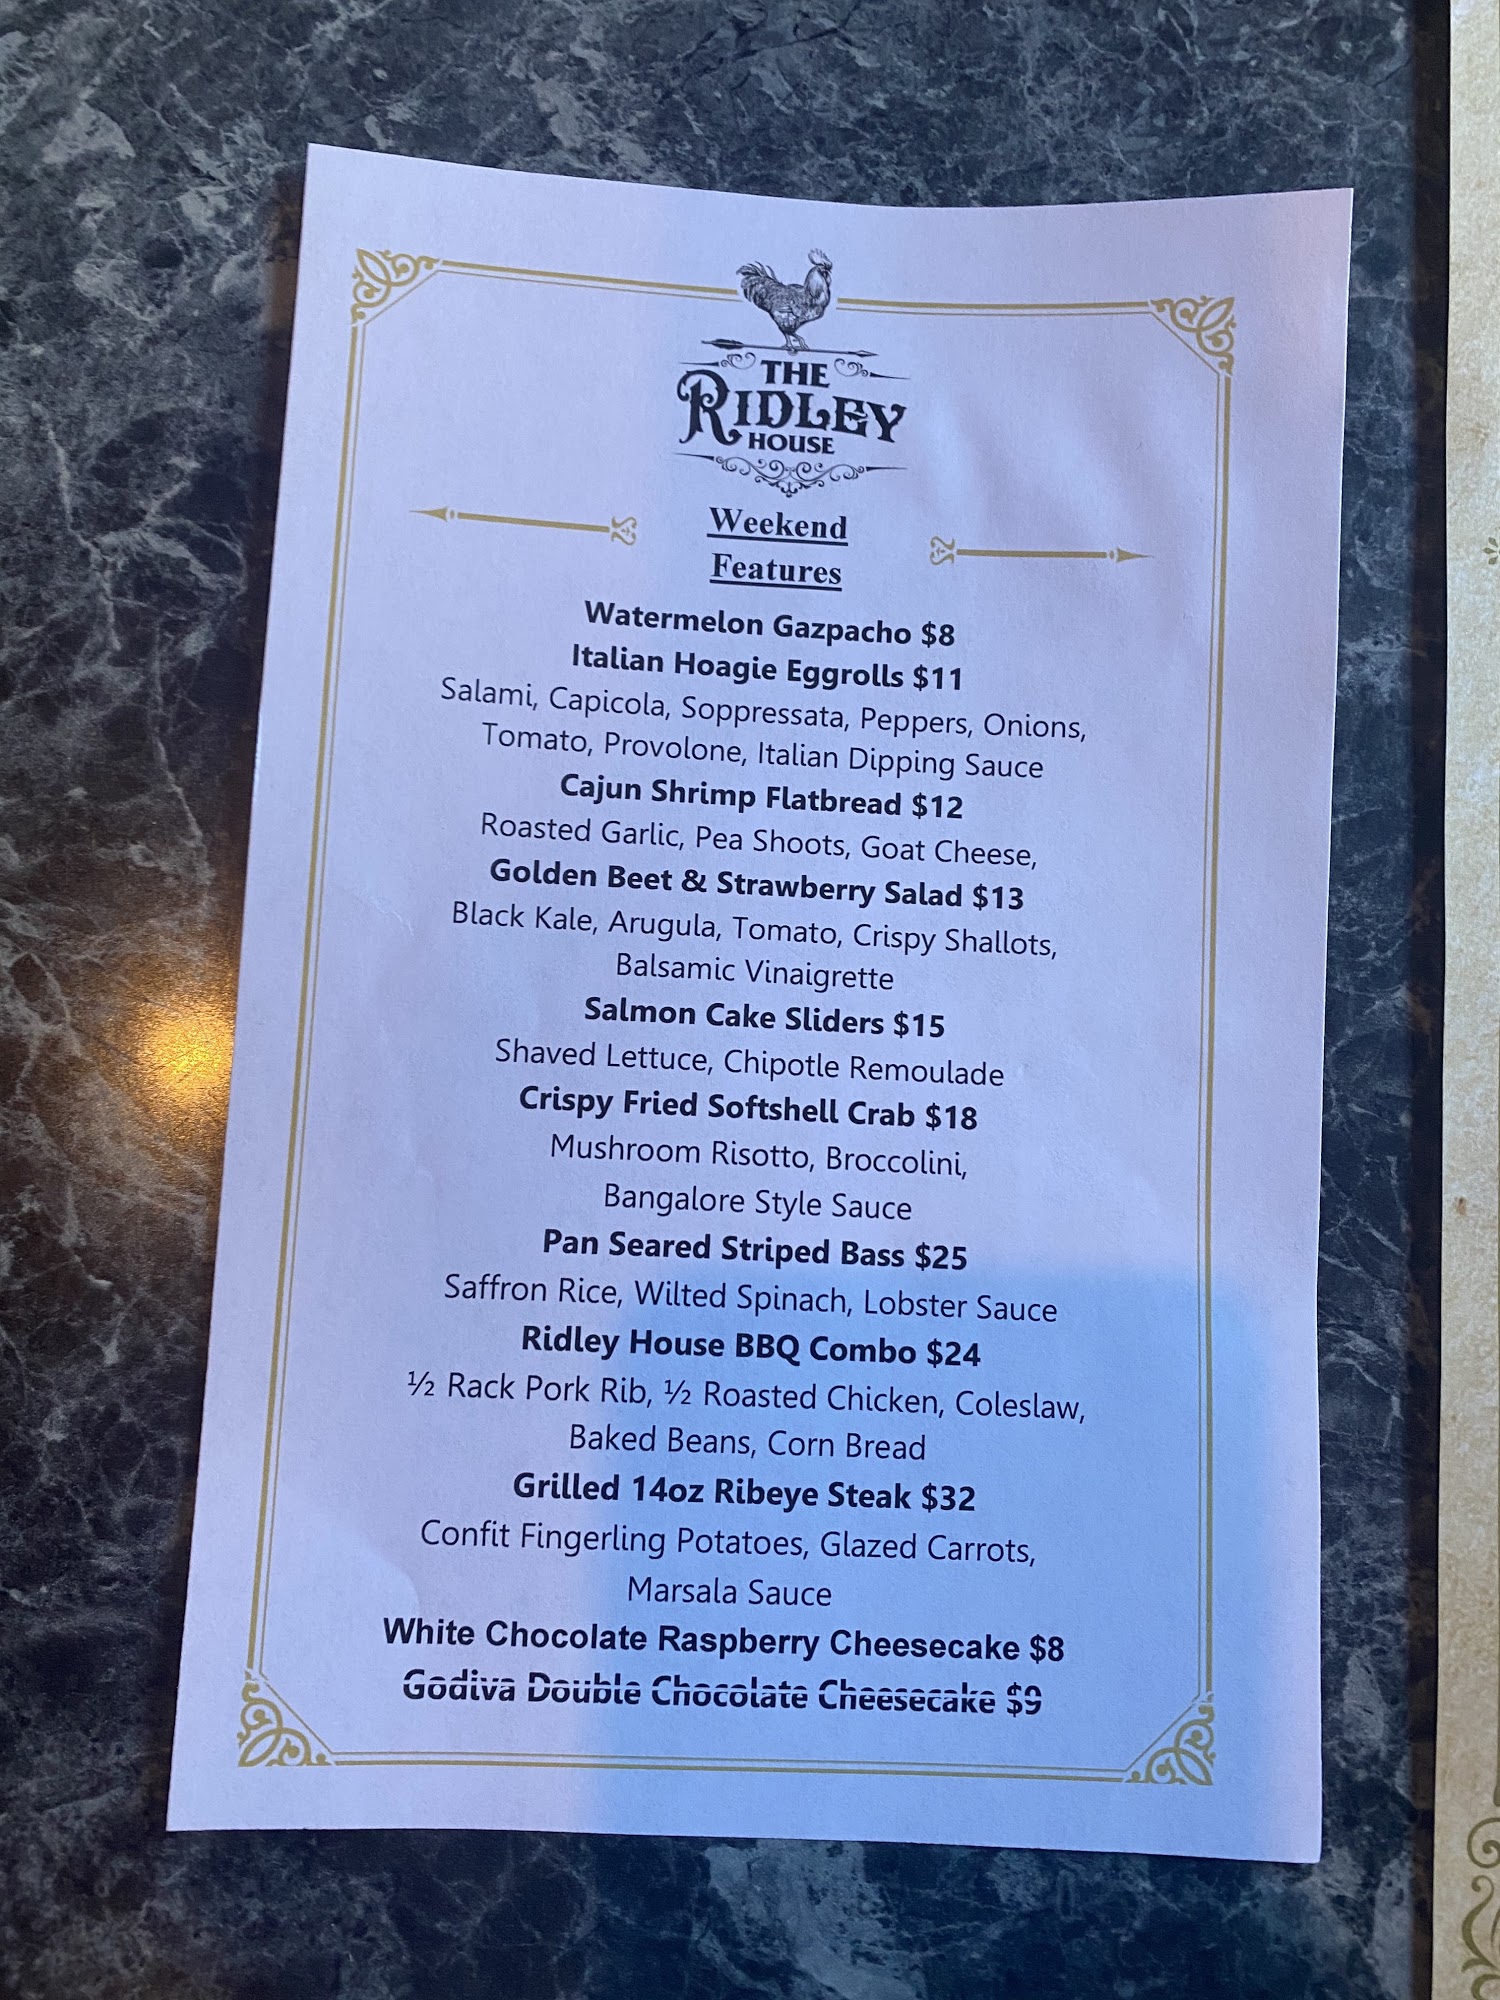 THE
RIDLEY
HOUSE
Weekend
Features
Watermelon Gazpacho $8
Italian Hoagie Eggrolls $11
Salami, Capicola, Soppressata, Peppers, Onions,
Tomato, Provolone, Italian Dipping Sauce
Cajun Shrimp Flatbread $12
Roasted Garlic, Pea Shoots, Goat Cheese,
Golden Beet & Strawberry Salad $13
Black Kale, Arugula, Tomato, Crispy Shallots,
Balsamic Vinaigrette
Salmon Cake Sliders $15
Shaved Lettuce, Chipotle Remoulade
Crispy Fried Softshell Crab $18
Mushroom Risotto, Broccolini,
Bangalore Style Sauce
Pan Seared Striped Bass $25
Saffron Rice, Wilted Spinach, Lobster Sauce
Ridley House BBQ Combo $24
½ Rack Pork Rib, ½ Roasted Chicken, Coleslaw,
Baked Beans, Corn Bread
Grilled 14oz Ribeye Steak $32
Confit Fingerling Potatoes, Glazed Carrots,
Marsala Sauce
White Chocolate Raspberry Cheesecake $8
Godiva Double Chocolate Cheesecake $9